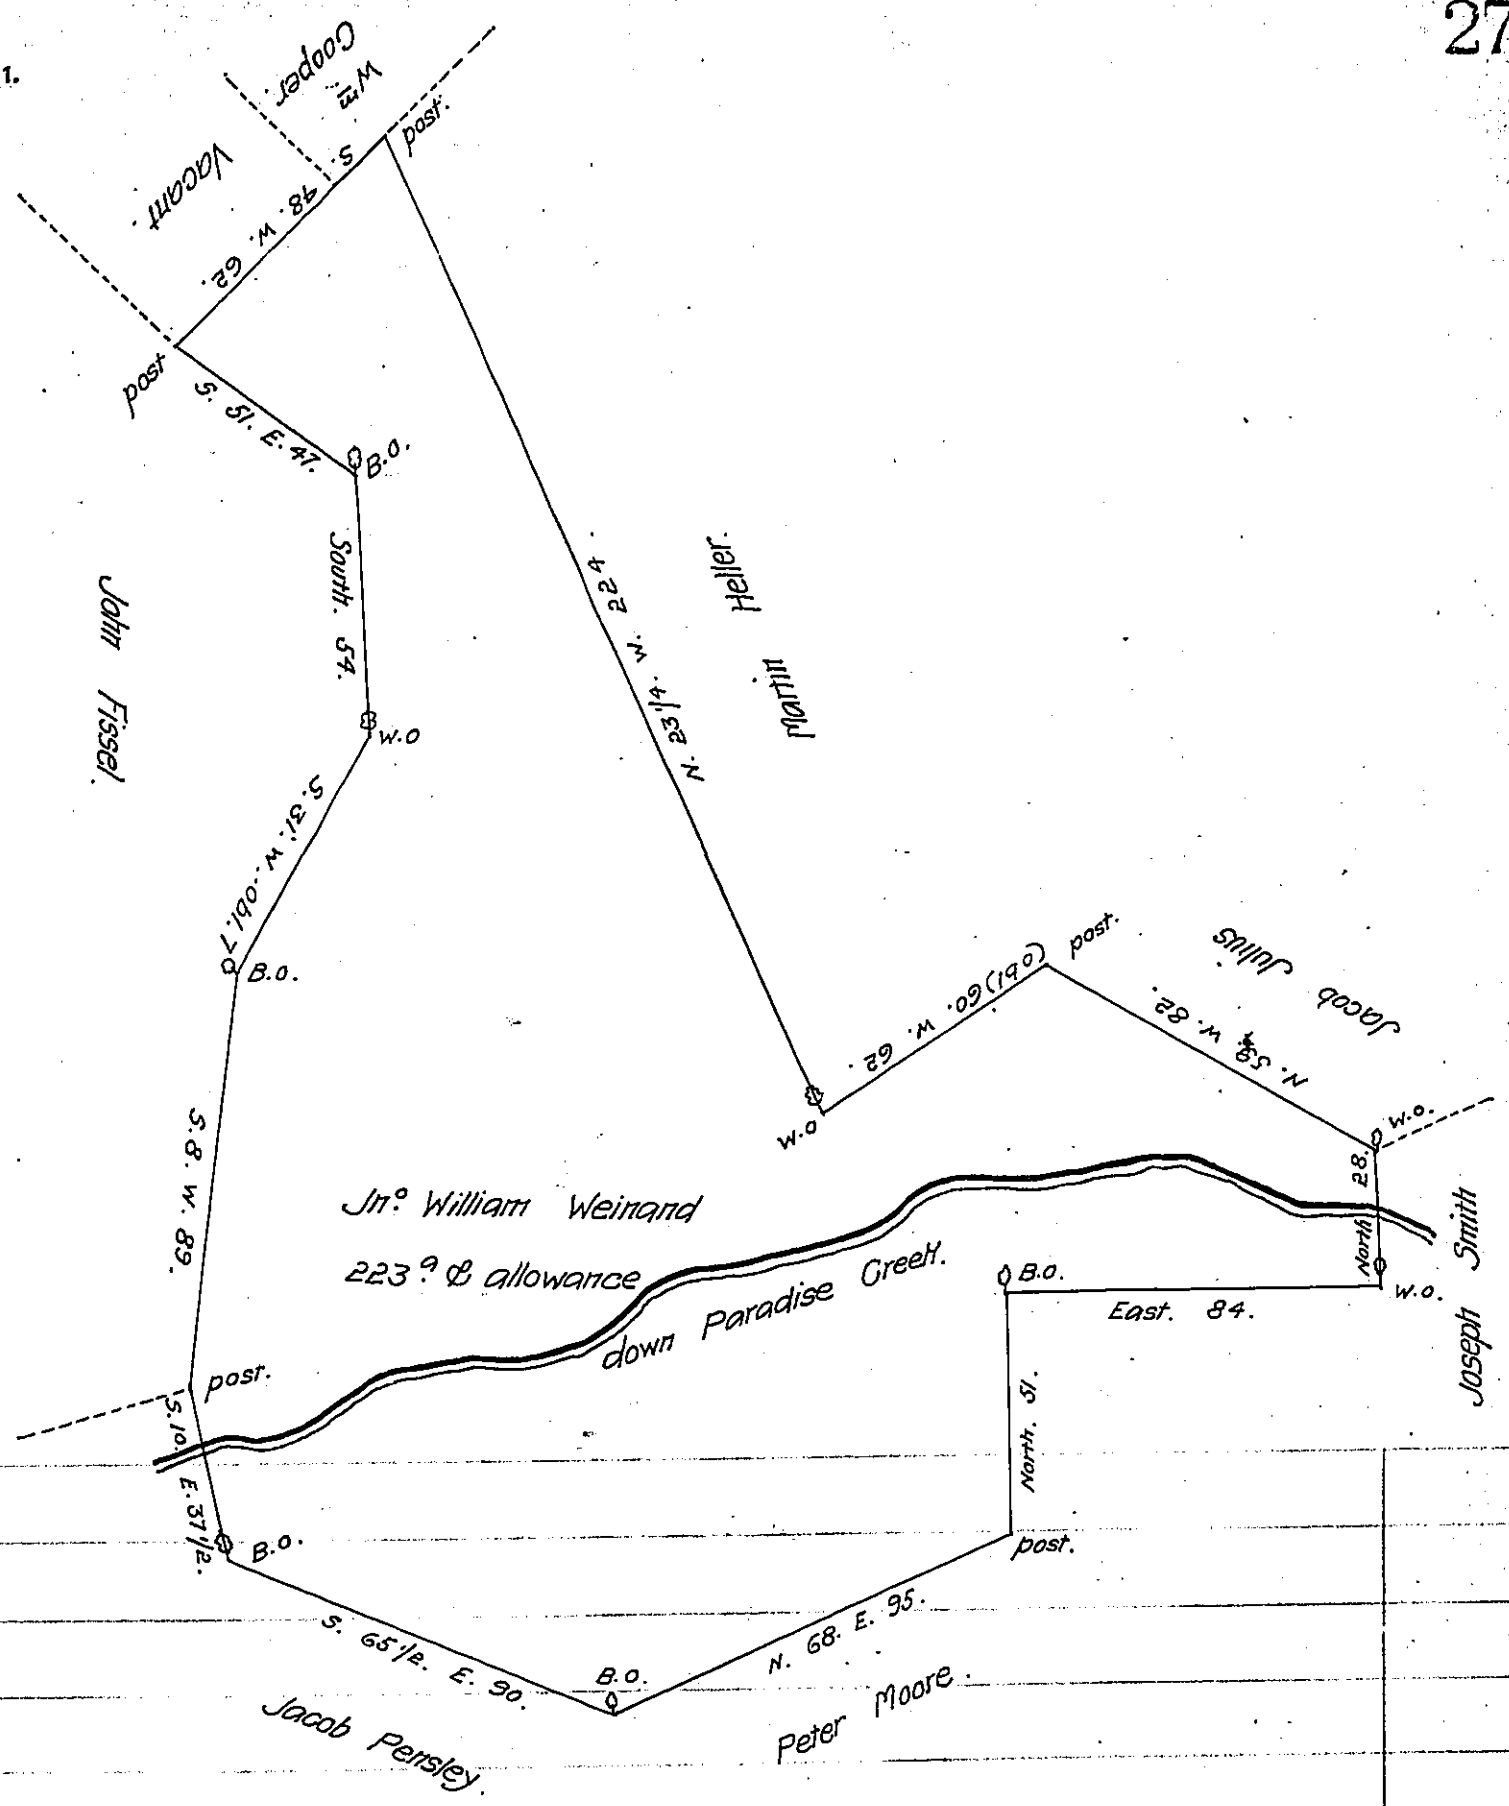 27
1.
Wm
Cooper.
Vacant.
post.
S. 48. W. 62.
post
S. 51. E. 47.
B.O.
South. 54.
W.O
John Fissel.
S. 31. W. obl. 7
B.O.
S. 8. W. 89.
N. 23 1/4. W. 224.
Martin Heller.
W.O
(obl) 60. W. 62.
post.
Jacob
Julius
N. 59 W. 82.
W.O.
North 28.
W.O.
Joseph Smith
Jno. William Weinand
223 a. & allowance
down Paradise Creek.
B.O.
East. 84.
North. 51.
post.
post.
S. 10. E. 37 1/2.
B.O.
S. 65 1/2. E. 90.
B.O.
N. 68. E. 95.
Jacob Pensley.
Peter Moore.